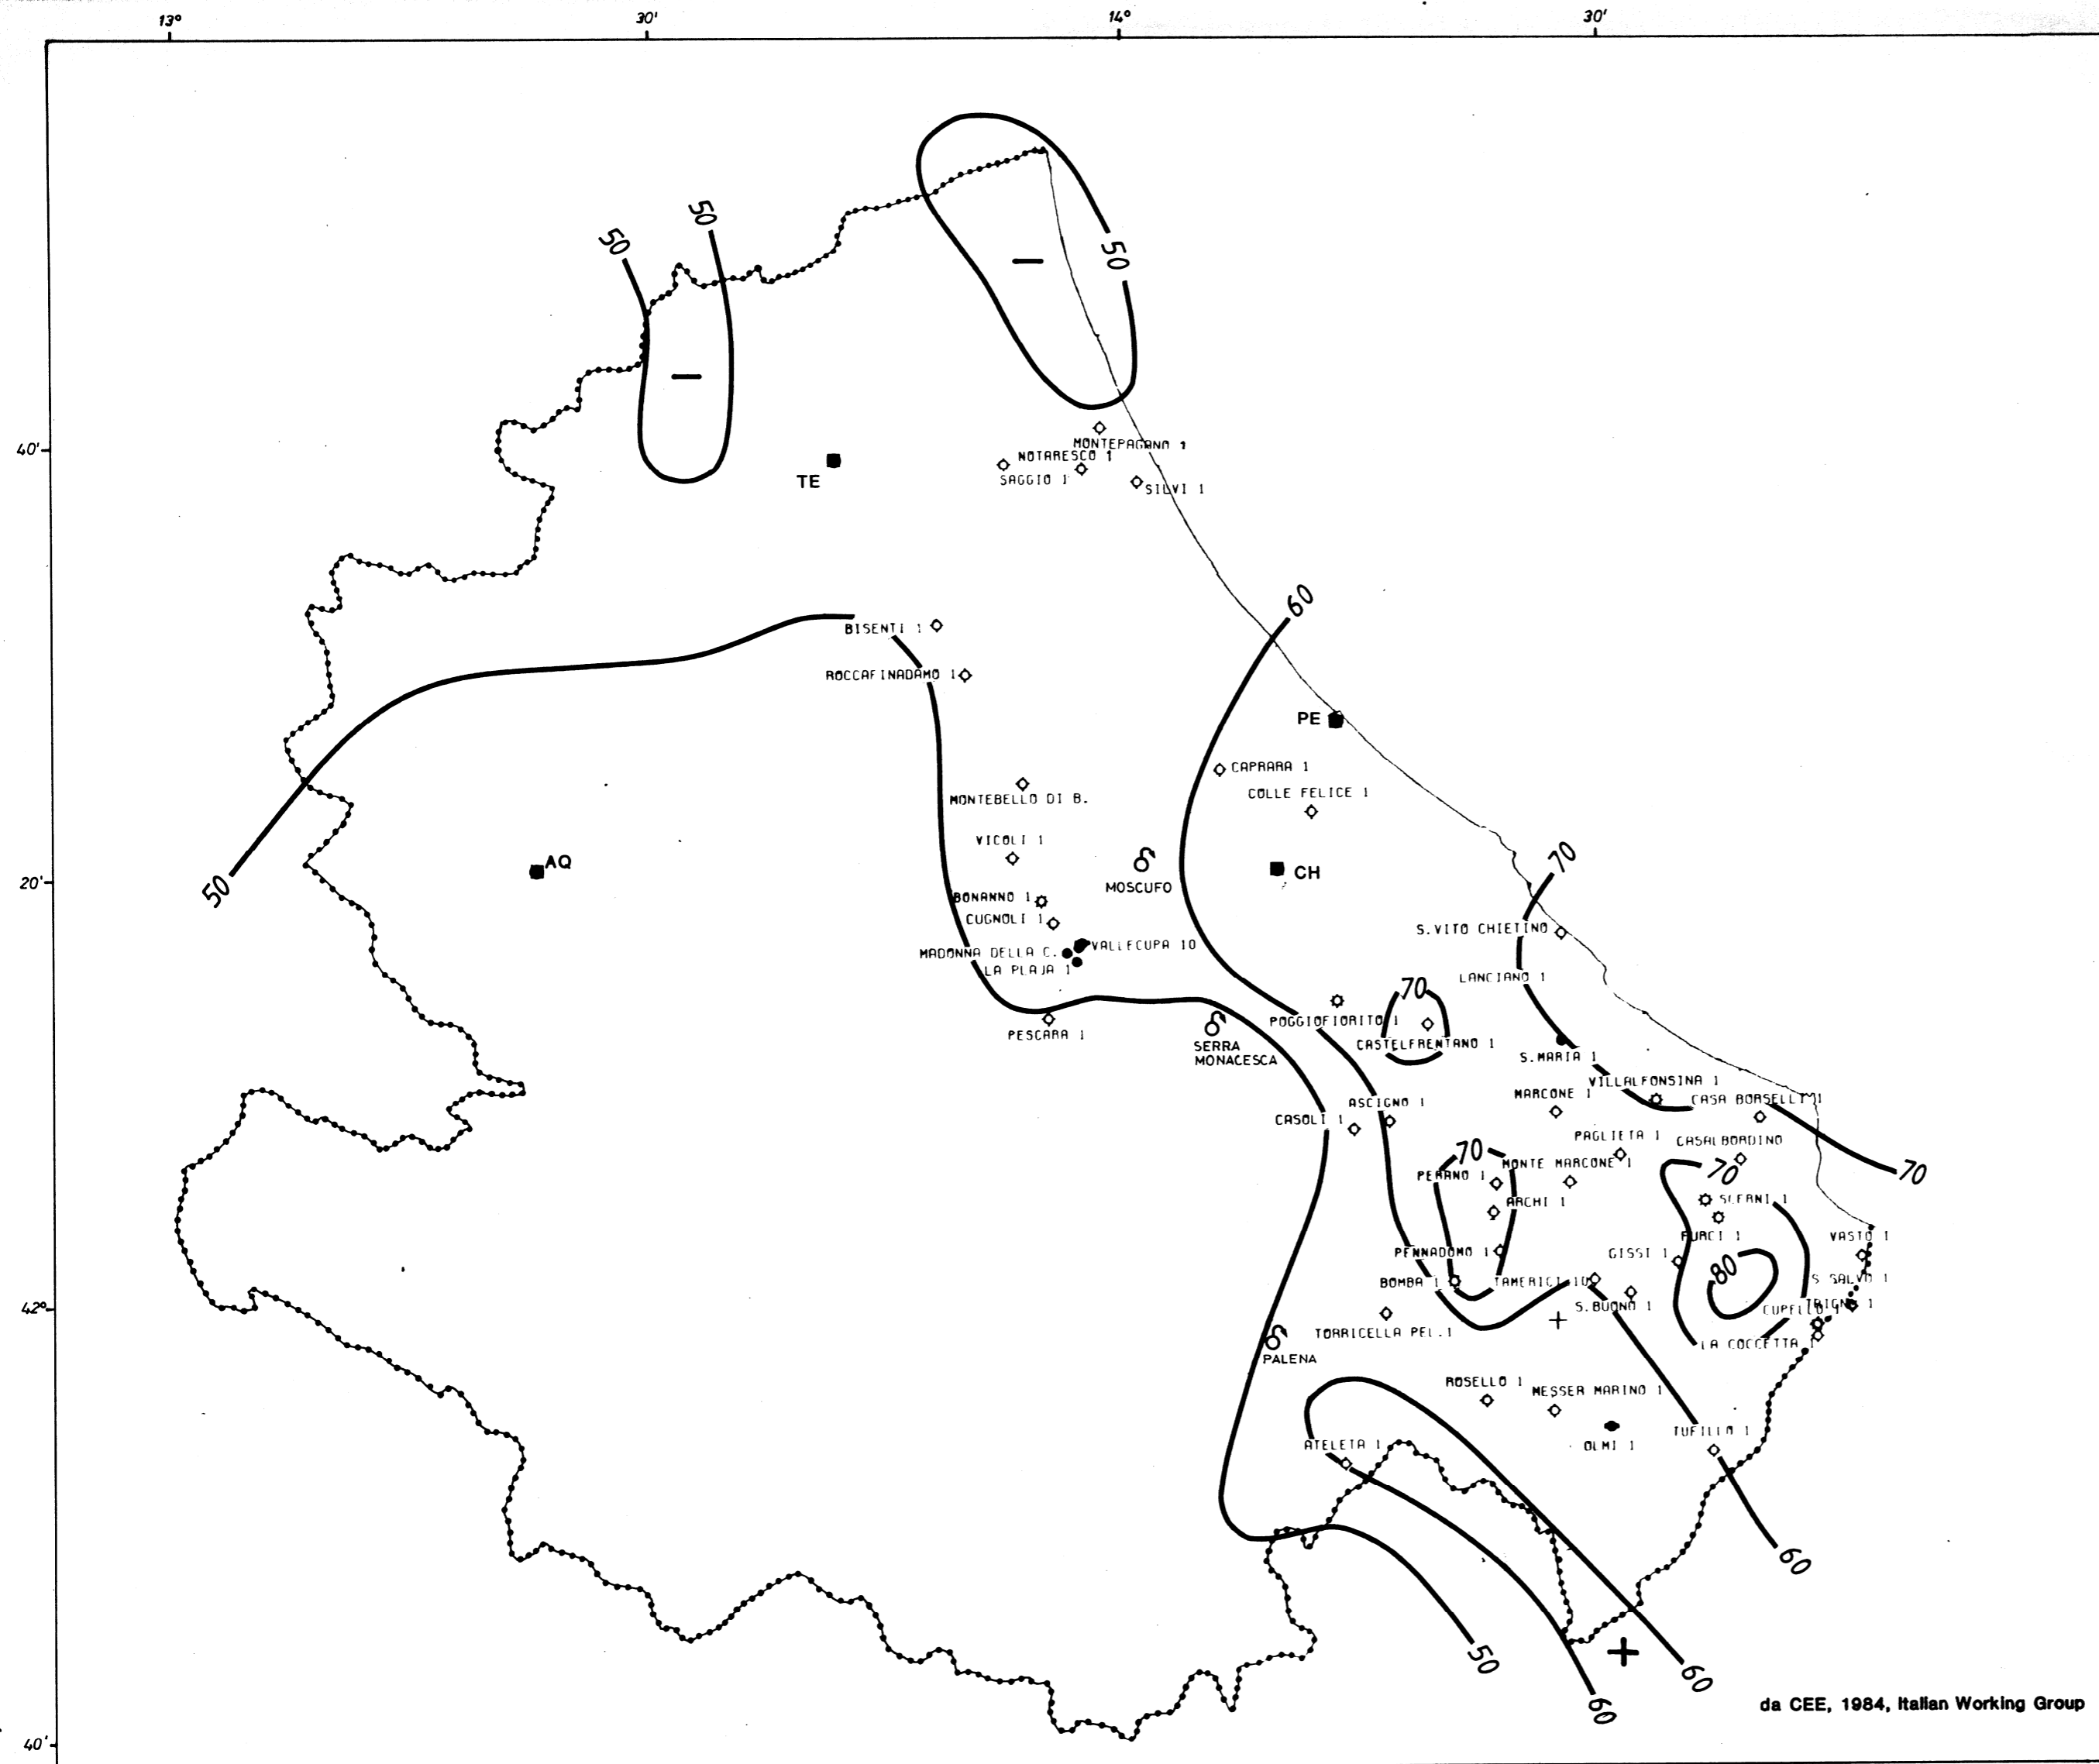 13° 30' 14° 30'
50
50
50
40'
MONTEPAGANO 1
NOTARESCO 1
SAGGIO 1
SILVI 1
TE
60
BISENTI 1
ROCCAFINADAMO 1
PE
CAPRARA 1
COLLE FELICE 1
MONTEBELLO DI B.
VICOLI 1
70
AQ
CH
20'
50
MOSCUFO
BONANNO 1
CUGNOLI 1
S.VITO CHIETINO
VALLECUPA 10
MADONNA DELLA C.
LA PLAJA 1
LANCIANO 1
70
POGGIOFIORITO 1
PESCARA 1
CASTELFRENTANO 1
SERRA
MONACESCA
S.MARIA 1
VILLALFONSINA 1
MARCONE 1
CASA BORSELLI 1
ASCIGNO 1
CASOLI 1
PAGLIETA 1
CASALBORDINO
70
MONTE MARCONE 1
70
70
PERANO 1
SCERNI 1
ARCHI 1
FURCI 1
VASTO 1
PENNADOMO 1
GISSI 1
80
BOMBA 1
TAMERICI 10
S SALVO 1
S.BUONO 1
CUPELLO 1
TRIGNO 1
42°
TORRICELLA PEL.1
LA COCCETTA 1
PALENA
ROSELLO 1
MESSER MARINO 1
ATELETA 1
OLMI 1
TUFILLO 1
60
50
60
60
da CEE, 1984, Italian Working Group
40'